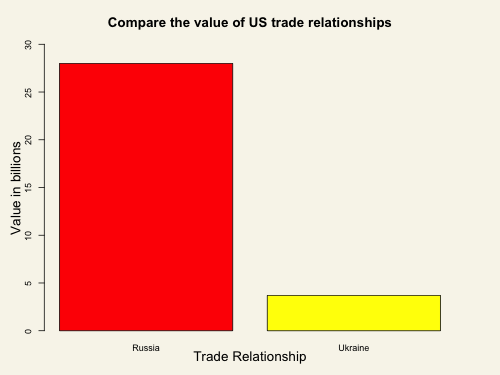 Compare the value of US trade relationships
Value in billions
30
25
20
15
10
5
0
Russia
Ukraine
Trade Relationship